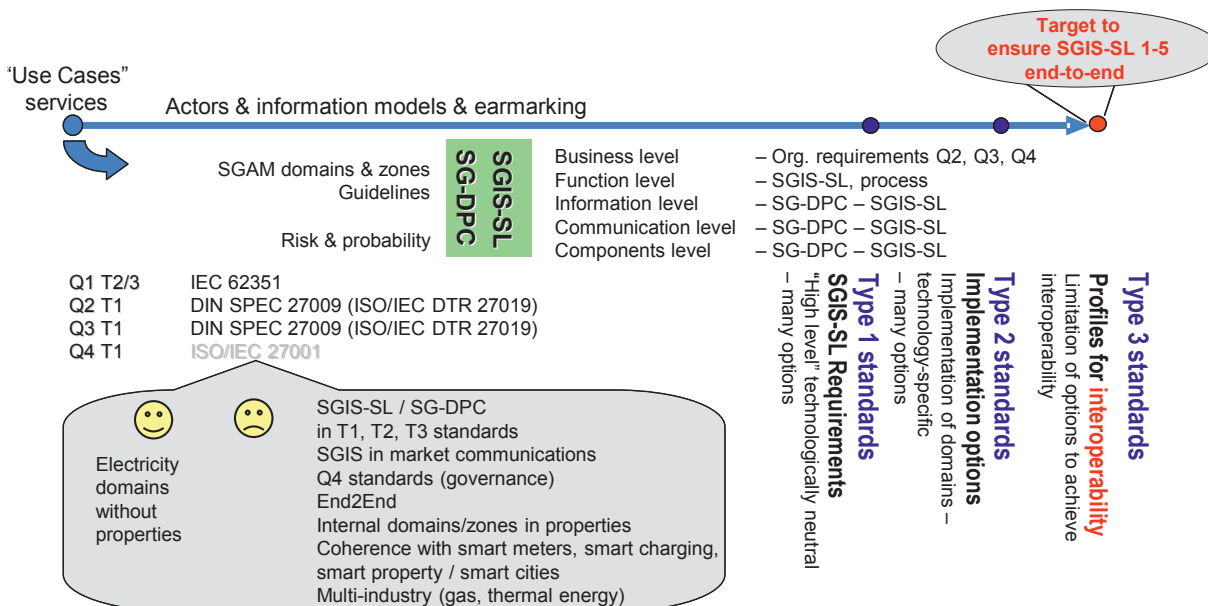 Target to
ensure SGIS-SL 1-5
end-to-end
"Use Cases"
services
Actors & information models & earmarking
SGAM domains & zones
Guidelines
Risk & probability
SG-DPC
SGIS-SL
Business level – Org. requirements Q2, Q3, Q4
Function level – SGIS-SL, process
Information level – SG-DPC – SGIS-SL
Communication level – SG-DPC – SGIS-SL
Components level – SG-DPC – SGIS-SL
Q1 T2/3 IEC 62351
Q2 T1 DIN SPEC 27009 (ISO/IEC DTR 27019)
Q3 T1 DIN SPEC 27009 (ISO/IEC DTR 27019)
Q4 T1 ISO/IEC 27001
Electricity
domains
without
properties
SGIS-SL / SG-DPC
in T1, T2, T3 standards
SGIS in market communications
Q4 standards (governance)
End2End
Internal domains/zones in properties
Coherence with smart meters, smart charging,
smart property / smart cities
Multi-industry (gas, thermal energy)
Type 1 standards
SGIS-SL Requirements
"High level" technologically neutral
– many options
Type 2 standards
Implementation options
Implementation of domains –
technology-specific
– many options
Type 3 standards
Profiles for interoperability
Limitation of options to achieve
interoperability